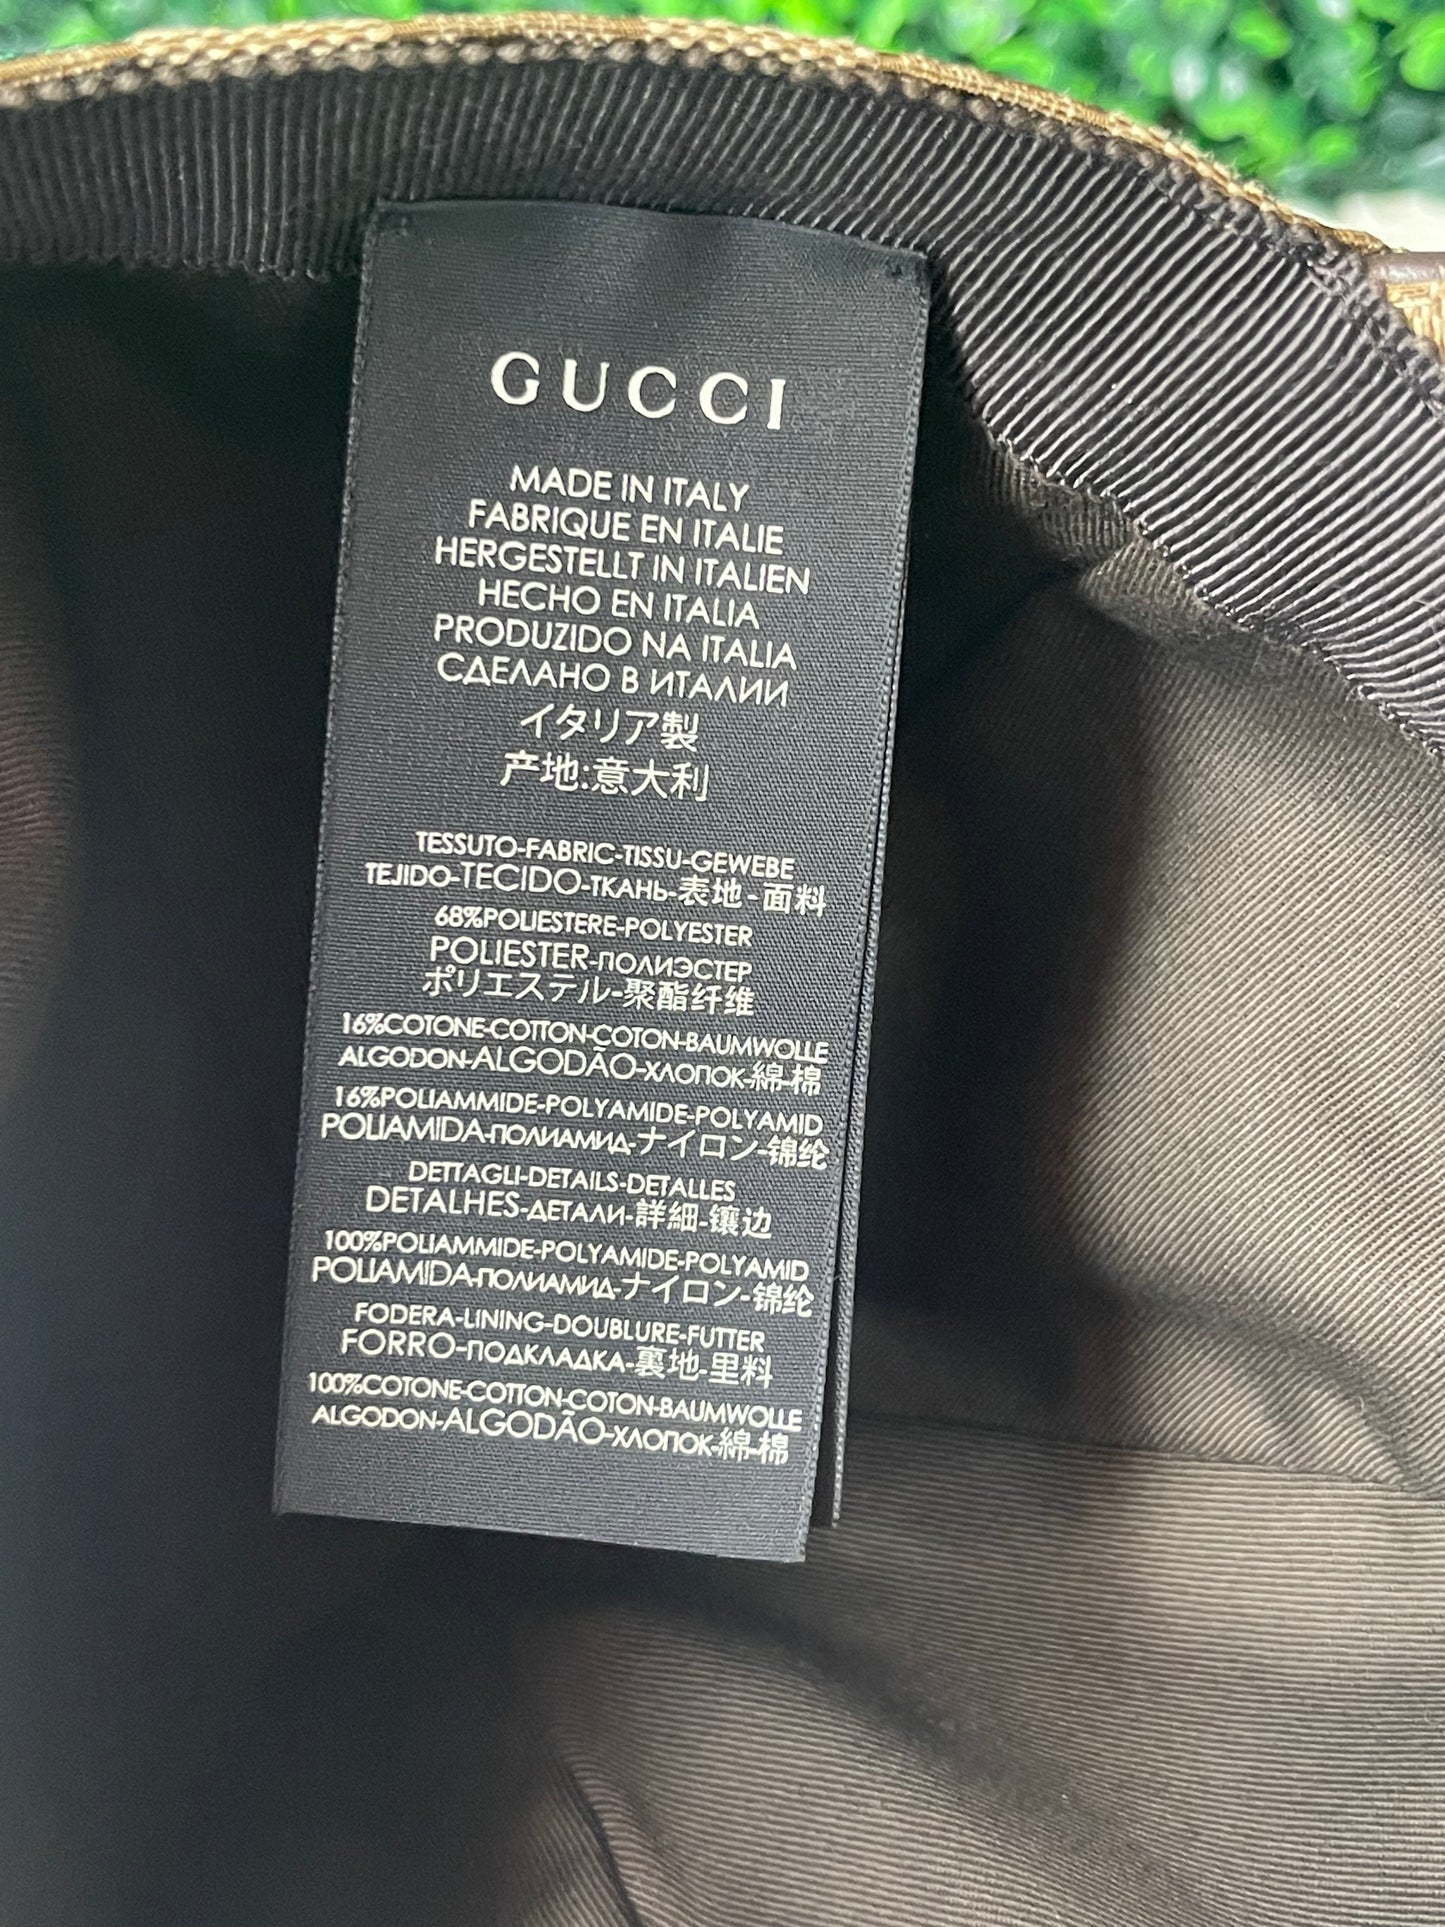 GUCCI
MADE IN ITALY
FABRIQUE EN ITALIE
HERGESTELLT IN ITALIEN
HECHO EN ITALIA
PRODUZIDO NA ITALIA
СДЕЛАНО В ИТАЛИИ
イタリア製
产地:意大利
TESSUTO-FABRIC-TISSU-GEWEBE
TEJIDO-TECIDO-ТКАНЬ-表地-面料
68%POLIESTERE-POLYESTER
POLIESTER-ПОЛИЭСТЕР
ポリエステル-聚酯纤维
16%COTONE-COTTON-COTON-BAUMWOLLE
ALGODON-ALGODÃO-ХЛОПОК-綿-棉
16%POLIAMMIDE-POLYAMIDE-POLYAMID
POLIAMIDA-ПОЛИАМИД-ナイロン-锦纶
DETTAGLI-DETAILS-DETALLES
DETALHES-ДЕТАЛИ-詳細-镶边
100%POLIAMMIDE-POLYAMIDE-POLYAMID
POLIAMIDA-ПОЛИАМИД-ナイロン-锦纶
FODERA-LINING-DOUBLURE-FUTTER
FORRO-ПОДКЛАДКА-裏地-里料
100%COTONE-COTTON-COTON-BAUMWOLLE
ALGODON-ALGODÃO-ХЛОПОК-綿-棉